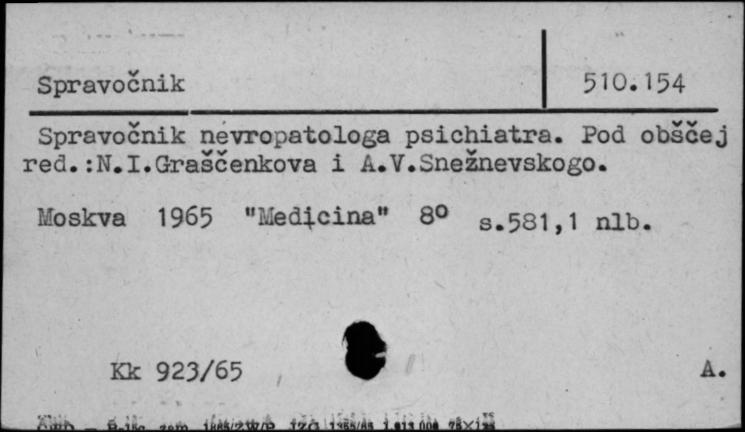 Spravočnik 510.154
Spravočnik nevropatologa psichiatra. Pod obščej
red.:N.I.Graščenkova i A.V.Snežnevskogo.
Moskva 1965 "Medicina" 8º s.581,1 nlb.
Kk 923/65 A.